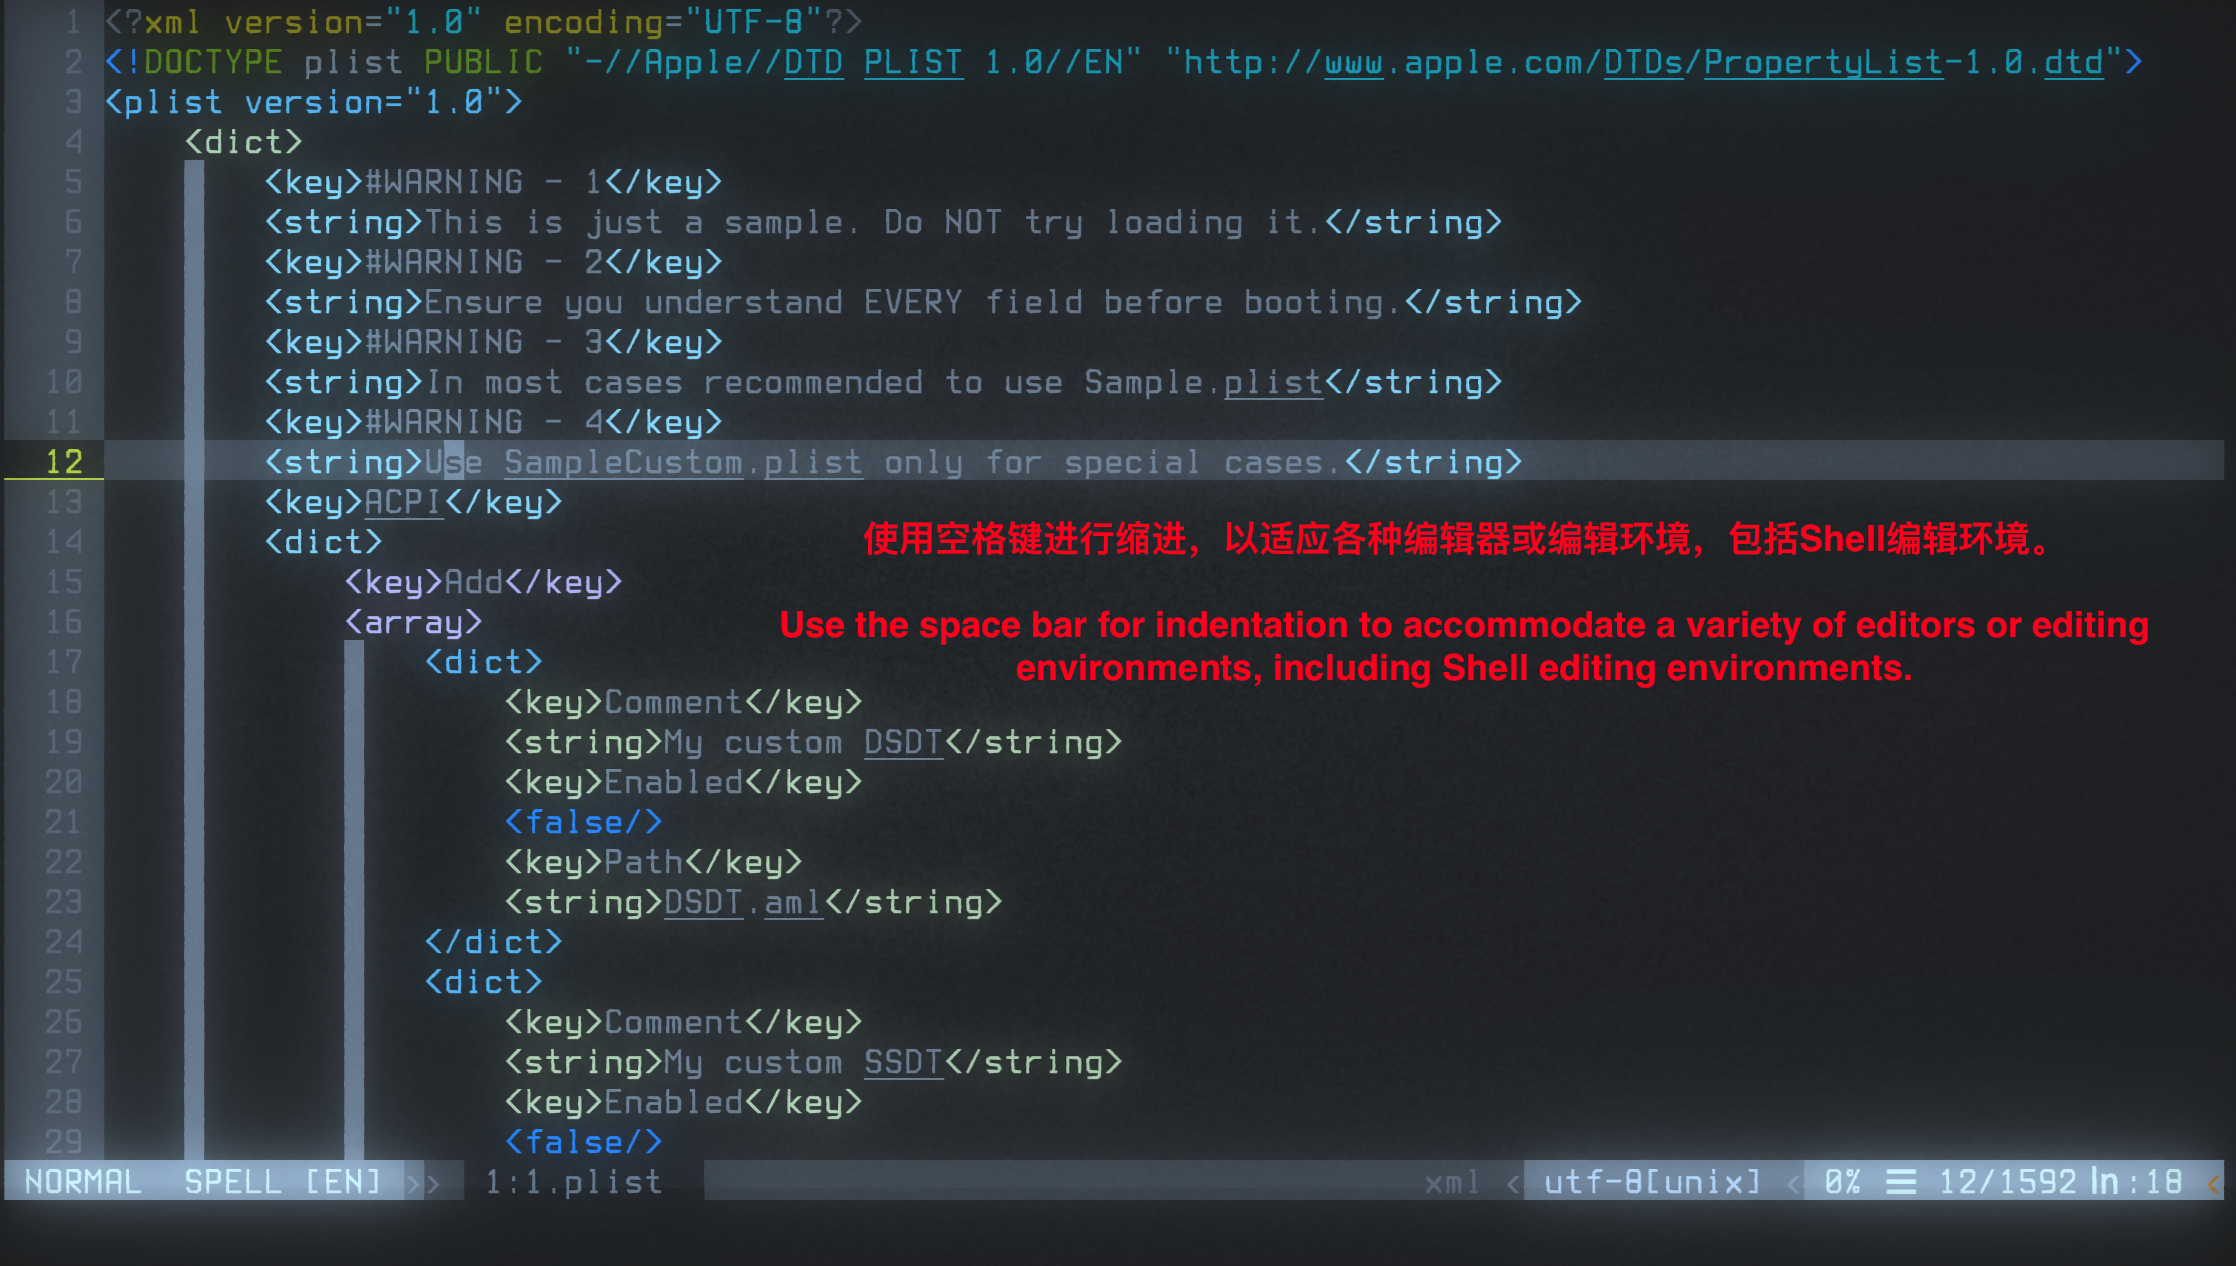 1 <?xml version="1.0" encoding="UTF-8"?>
2 <!DOCTYPE plist PUBLIC "-//Apple//DTD PLIST 1.0//EN" "http://www.apple.com/DTDs/PropertyList-1.0.dtd">
3 <plist version="1.0">
4 <dict>
5 <key>#WARNING - 1</key>
6 <string>This is just a sample. Do NOT try loading it.</string>
7 <key>#WARNING - 2</key>
8 <string>Ensure you understand EVERY field before booting.</string>
9 <key>#WARNING - 3</key>
10 <string>In most cases recommended to use Sample.plist</string>
11 <key>#WARNING - 4</key>
12 <string>Use SampleCustom.plist only for special cases.</string>
13 <key>ACPI</key>
14 <dict>
使用空格键进行缩进，以适应各种编辑器或编辑环境，包括Shell编辑环境。
15 <key>Add</key>
16 <array>
Use the space bar for indentation to accommodate a variety of editors or editing
environments, including Shell editing environments.
17 <dict>
18 <key>Comment</key>
19 <string>My custom DSDT</string>
20 <key>Enabled</key>
21 <false/>
22 <key>Path</key>
23 <string>DSDT.aml</string>
24 </dict>
25 <dict>
26 <key>Comment</key>
27 <string>My custom SSDT</string>
28 <key>Enabled</key>
29 <false/>
NORMAL SPELL [EN] >> 1:1.plist xml < utf-8[unix] < 0% ☰ 12/1592 ln:18 <